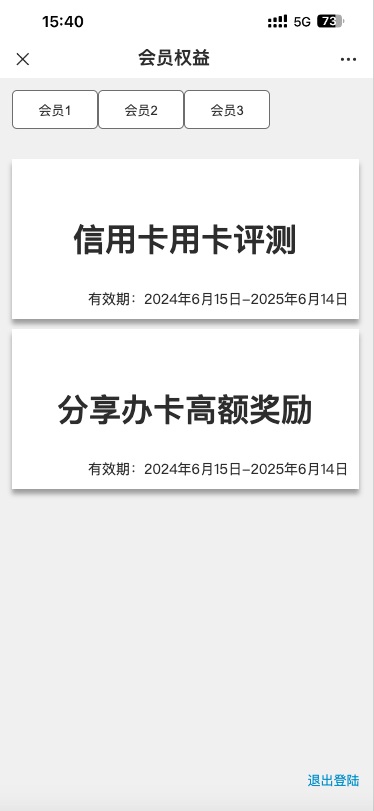 15:40 5G 73
会员权益
会员1 会员2 会员3
信用卡用卡评测
有效期：2024年6月15日-2025年6月14日
分享办卡高额奖励
有效期：2024年6月15日-2025年6月14日
退出登陆